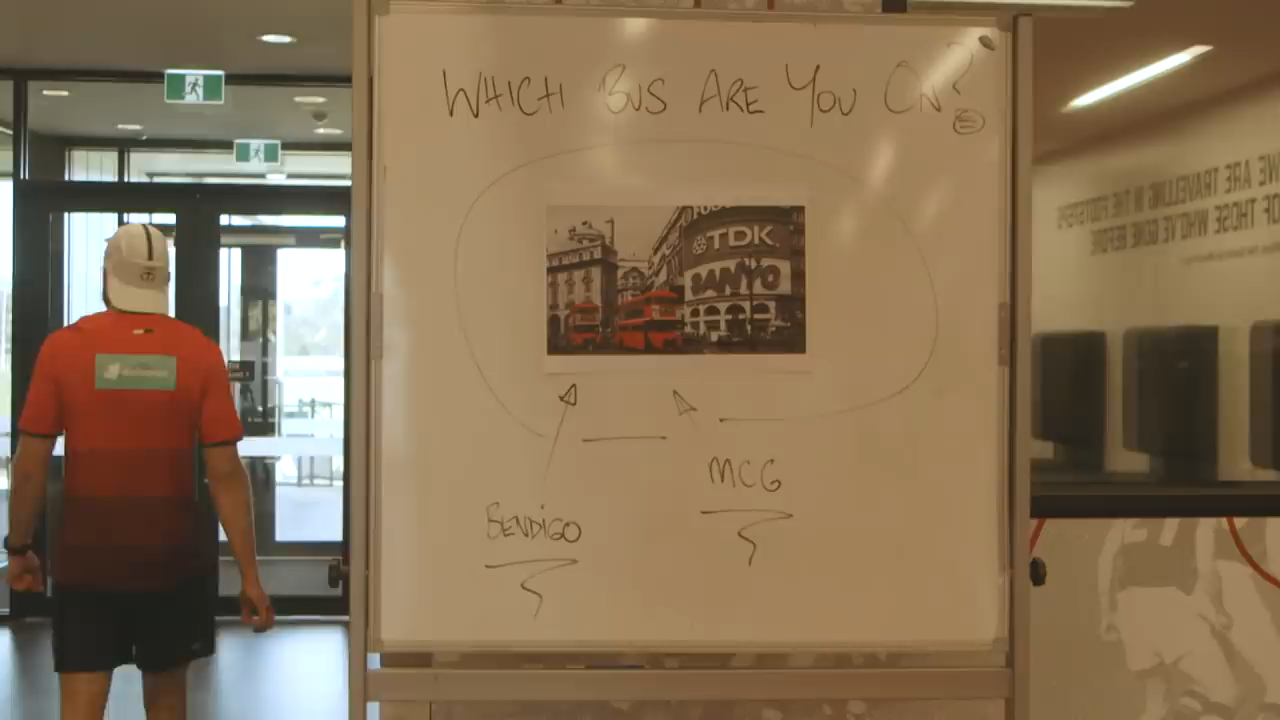 WHICH BUS ARE YOU ON?
TDK
SANYO
MCG
BENDIGO
WE ARE TRAVELLING IN THE FOOTSTEPS
OF THOSE WHO'VE GONE BEFORE